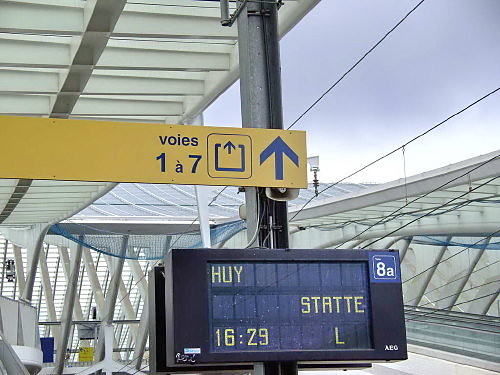 voies
1 à 7
HUY
8a
STATTE
16:29 L
AEG